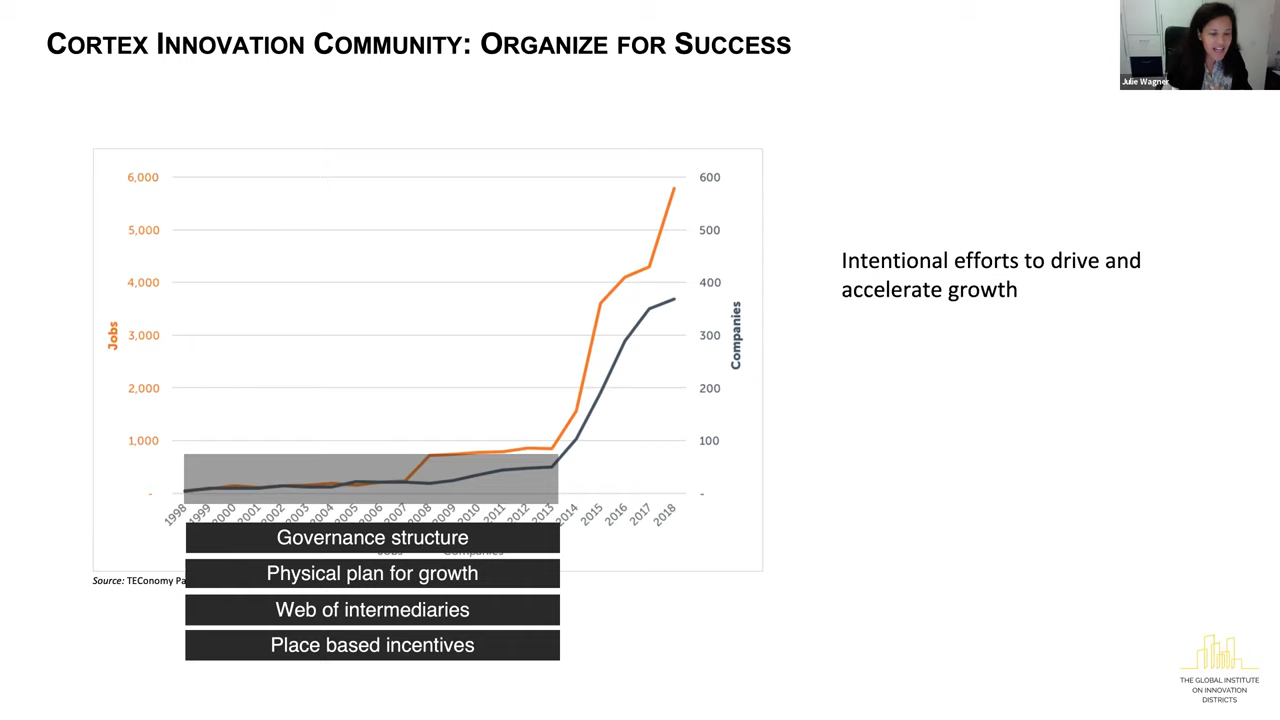 CORTEX INNOVATION COMMUNITY: ORGANIZE FOR SUCCESS
Julie Wagner
6,000
5,000
4,000
3,000
2,000
1,000
-
Jobs
600
500
400
300
200
100
-
Companies
1998
1999
2000
2001
2002
2003
2004
2005
2006
2007
2008
2009
2010
2011
2012
2013
2014
2015
2016
2017
2018
Jobs Companies
Governance structure
Physical plan for growth
Web of intermediaries
Place based incentives
Source: TEConomy
Intentional efforts to drive and
accelerate growth
THE GLOBAL INSTITUTE
ON INNOVATION
DISTRICTS